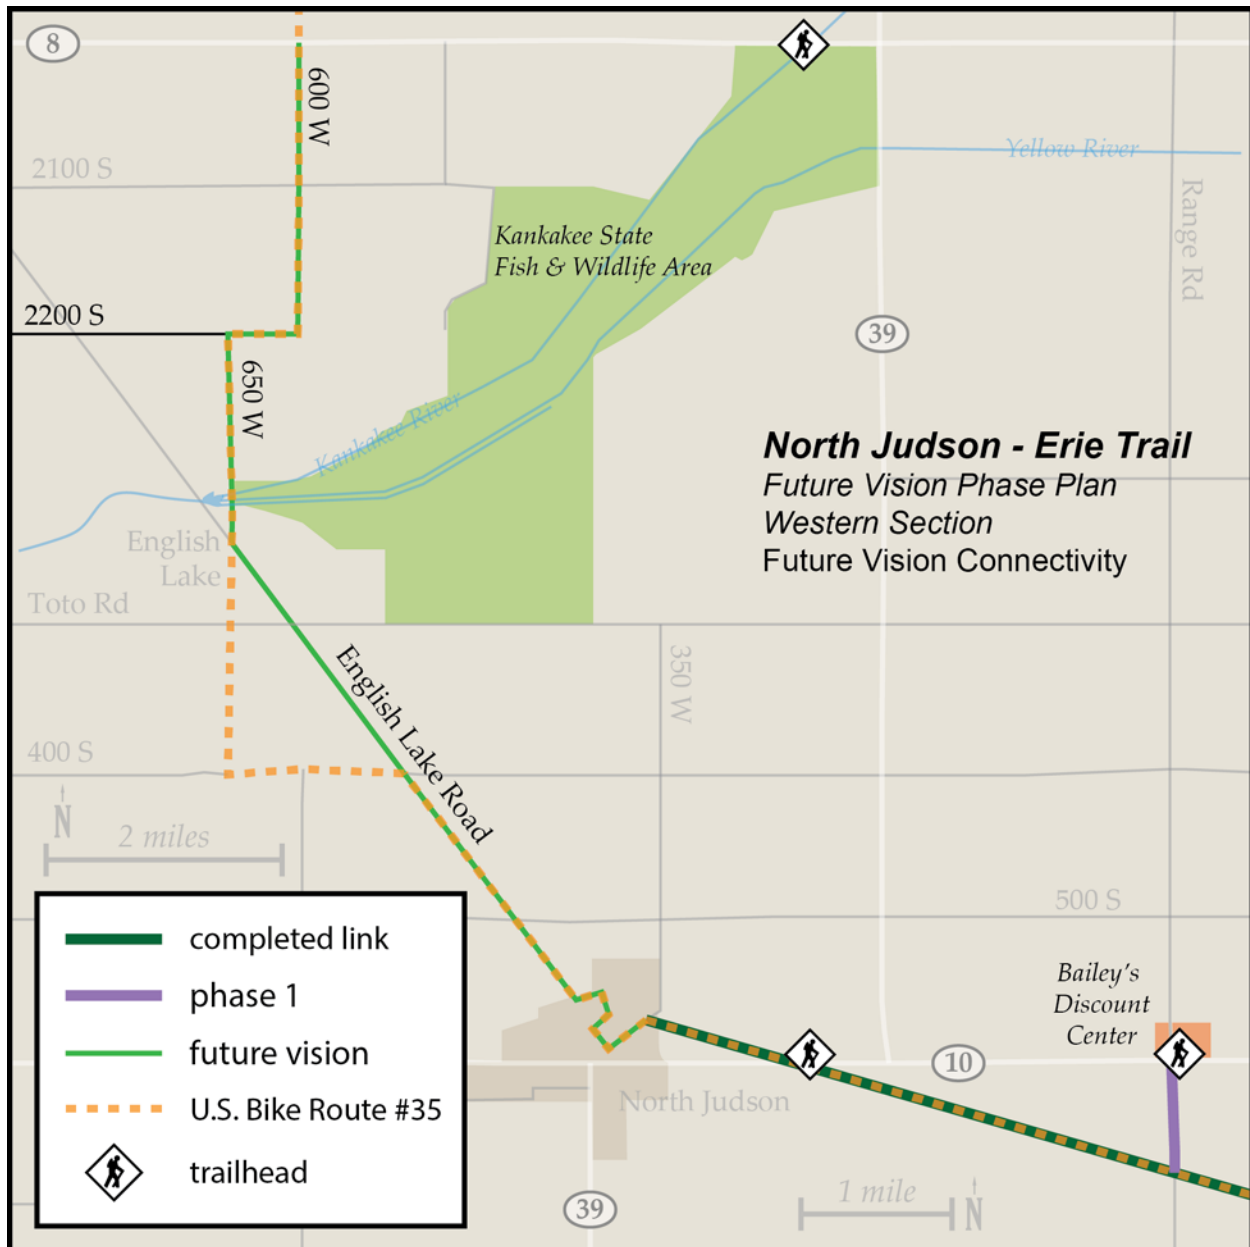 8
600 W
2100 S
Yellow River
Range Rd
Kankakee State
Fish & Wildlife Area
2200 S
39
650 W
Kankakee River
North Judson - Erie Trail
Future Vision Phase Plan
Western Section
Future Vision Connectivity
English
Lake
Toto Rd
English Lake Road
350 W
400 S
N
2 miles
500 S
completed link
phase 1
future vision
U.S. Bike Route #35
trailhead
Bailey's
Discount
Center
10
North Judson
39
1 mile
N